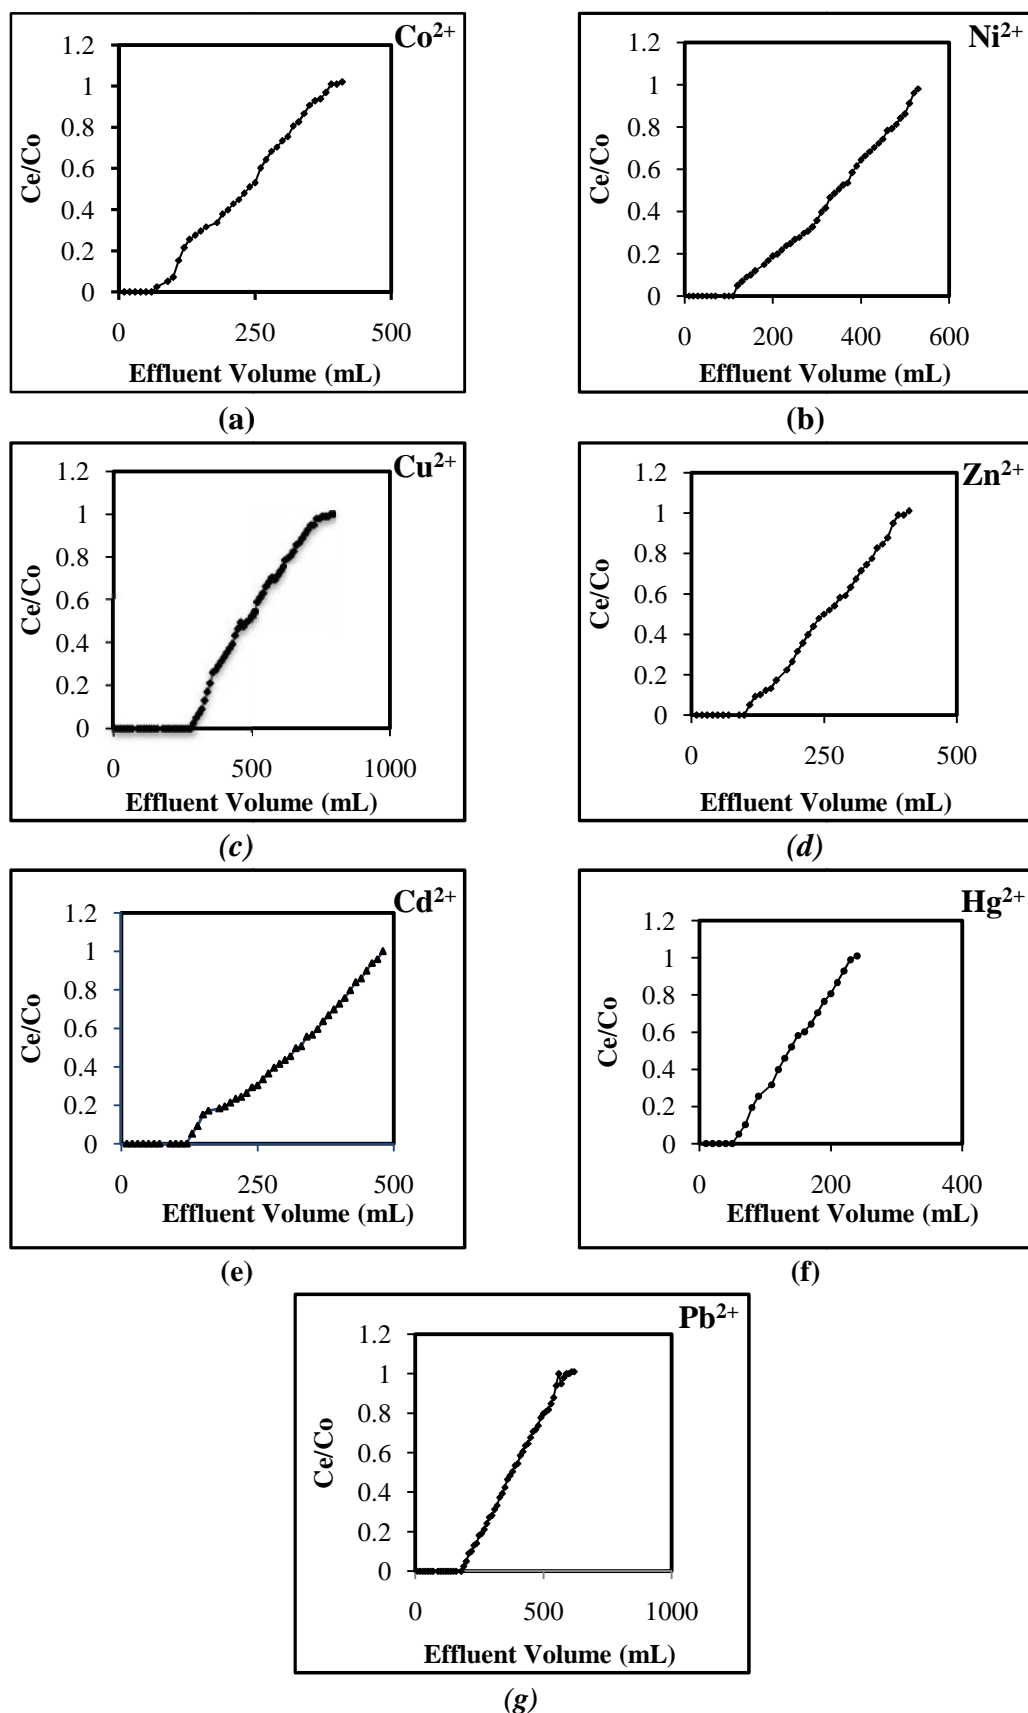 Co²⁺
1.2
1
0.8
0.6
0.4
0.2
0
Ce/Co
0 250 500
Effluent Volume (mL)
(a)
Ni²⁺
1.2
1
0.8
0.6
0.4
0.2
0
Ce/Co
0 200 400 600
Effluent Volume (mL)
(b)
Cu²⁺
1.2
1
0.8
0.6
0.4
0.2
0
Ce/Co
0 500 1000
Effluent Volume (mL)
(c)
Zn²⁺
1.2
1
0.8
0.6
0.4
0.2
0
Ce/Co
0 250 500
Effluent Volume (mL)
(d)
Cd²⁺
1.2
1
0.8
0.6
0.4
0.2
0
Ce/Co
0 250 500
Effluent Volume (mL)
(e)
Hg²⁺
1.2
1
0.8
0.6
0.4
0.2
0
Ce/Co
0 200 400
Effluent Volume (mL)
(f)
Pb²⁺
1.2
1
0.8
0.6
0.4
0.2
0
Ce/Co
0 500 1000
Effluent Volume (mL)
(g)